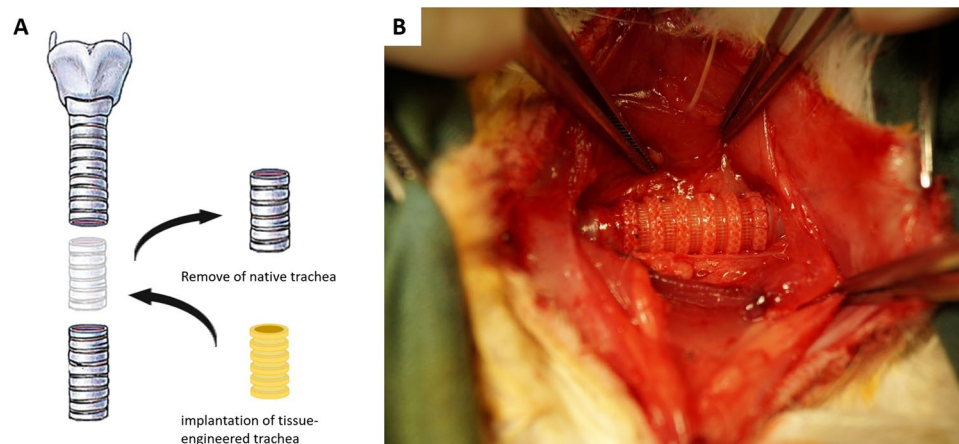 A
B
Remove of native trachea
implantation of tissue-
engineered trachea